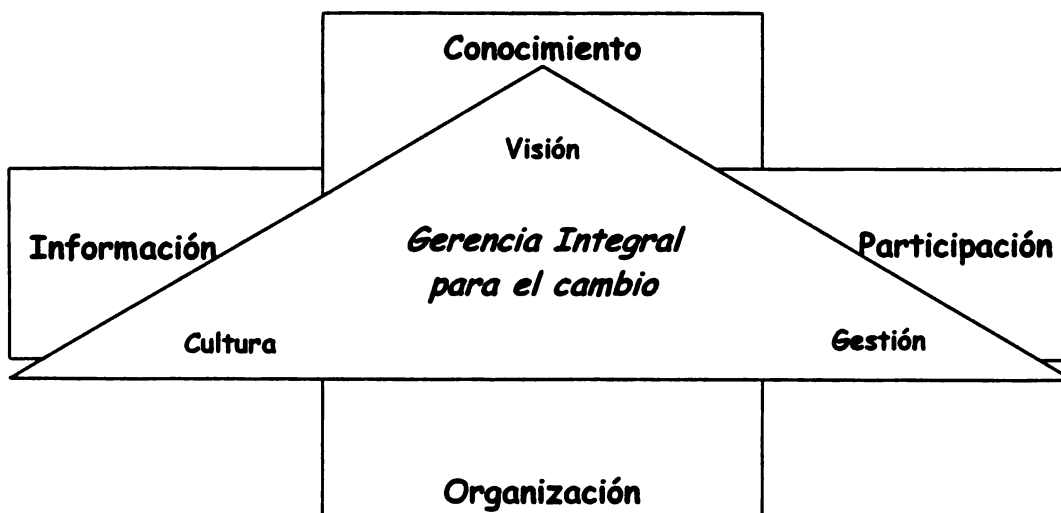 Conocimiento
Visión
Información
Gerencia Integral
para el cambio
Participación
Cultura
Gestión
Organización